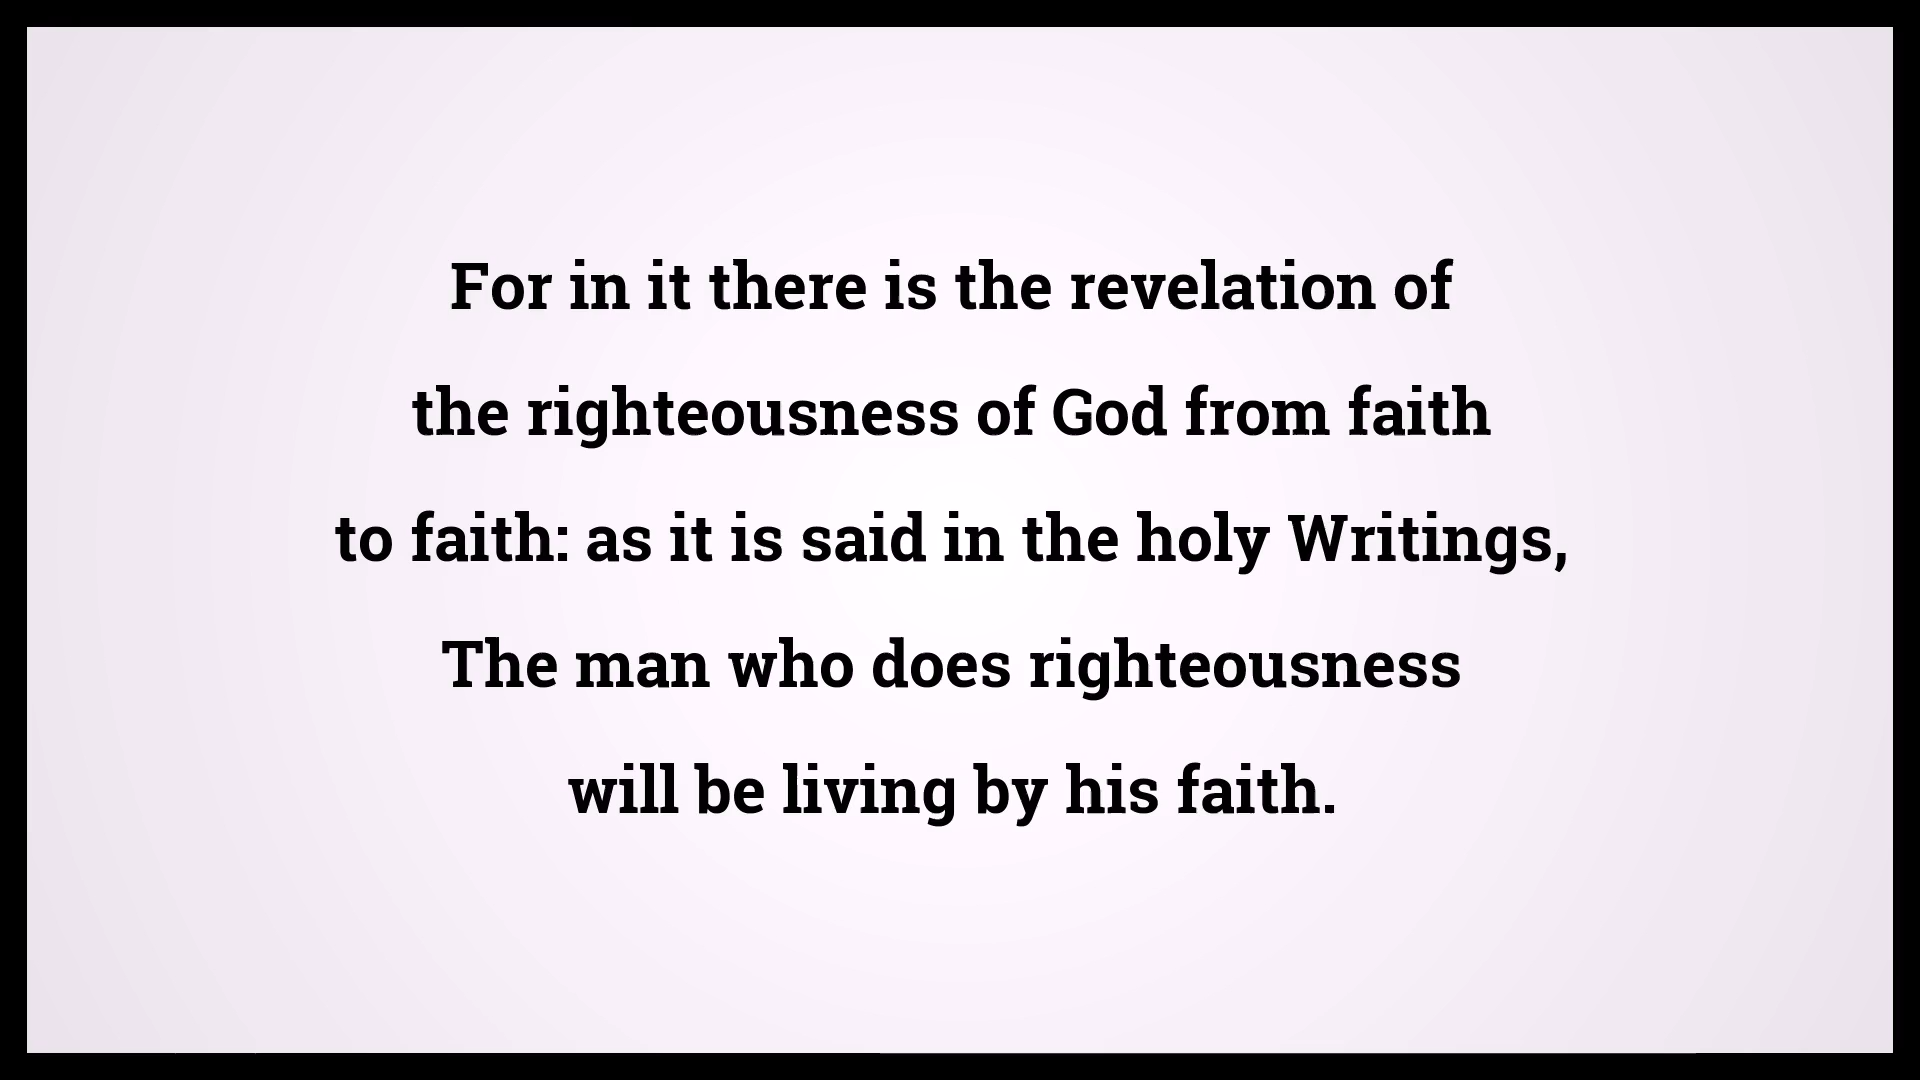 For in it there is the revelation of
the righteousness of God from faith
to faith: as it is said in the holy Writings,
The man who does righteousness
will be living by his faith.